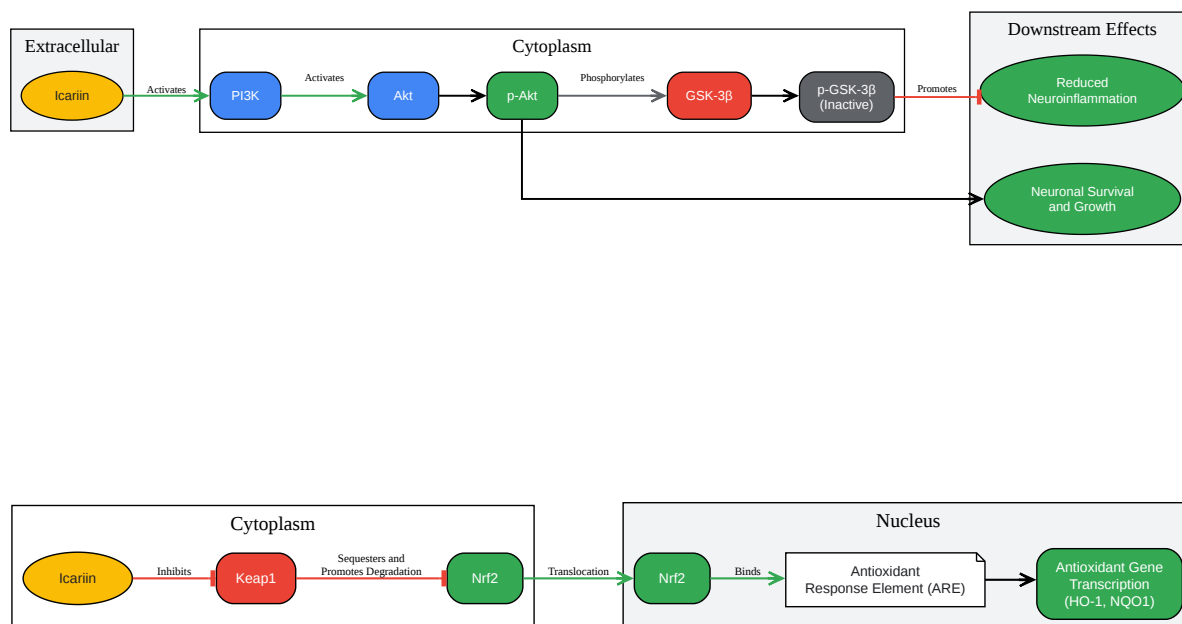 Extracellular
Cytoplasm
Downstream Effects
Icariin
Activates
PI3K
Activates
Akt
p-Akt
Phosphorylates
GSK-3β
p-GSK-3β
(Inactive)
Promotes
Reduced
Neuroinflammation
Neuronal Survival
and Growth
Cytoplasm
Nucleus
Icariin
Inhibits
Keap1
Sequesters and
Promotes Degradation
Nrf2
Translocation
Nrf2
Binds
Antioxidant
Response Element (ARE)
Antioxidant Gene
Transcription
(HO-1, NQO1)